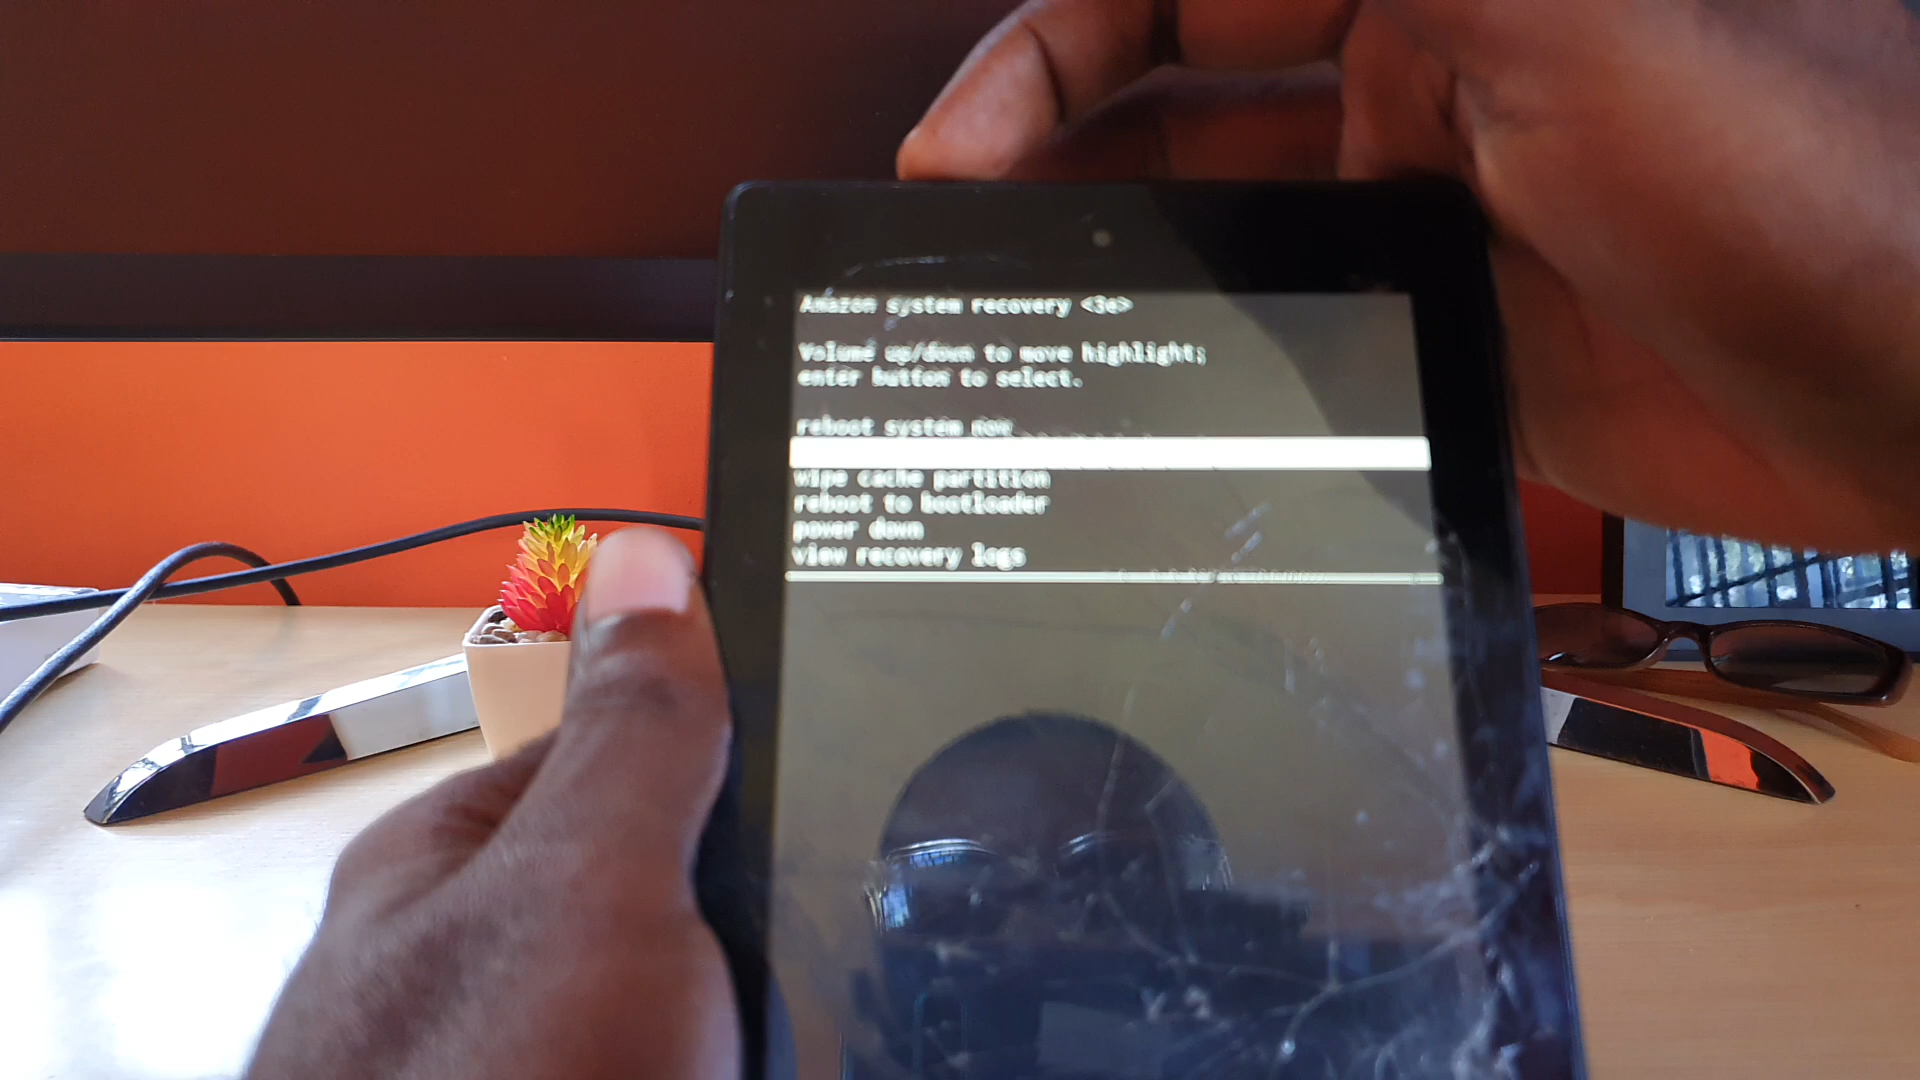 Amazon system recovery <3e>
Volume up/down to move highlight;
enter button to select.
reboot system now
wipe cache partition
reboot to bootloader
power down
view recovery logs